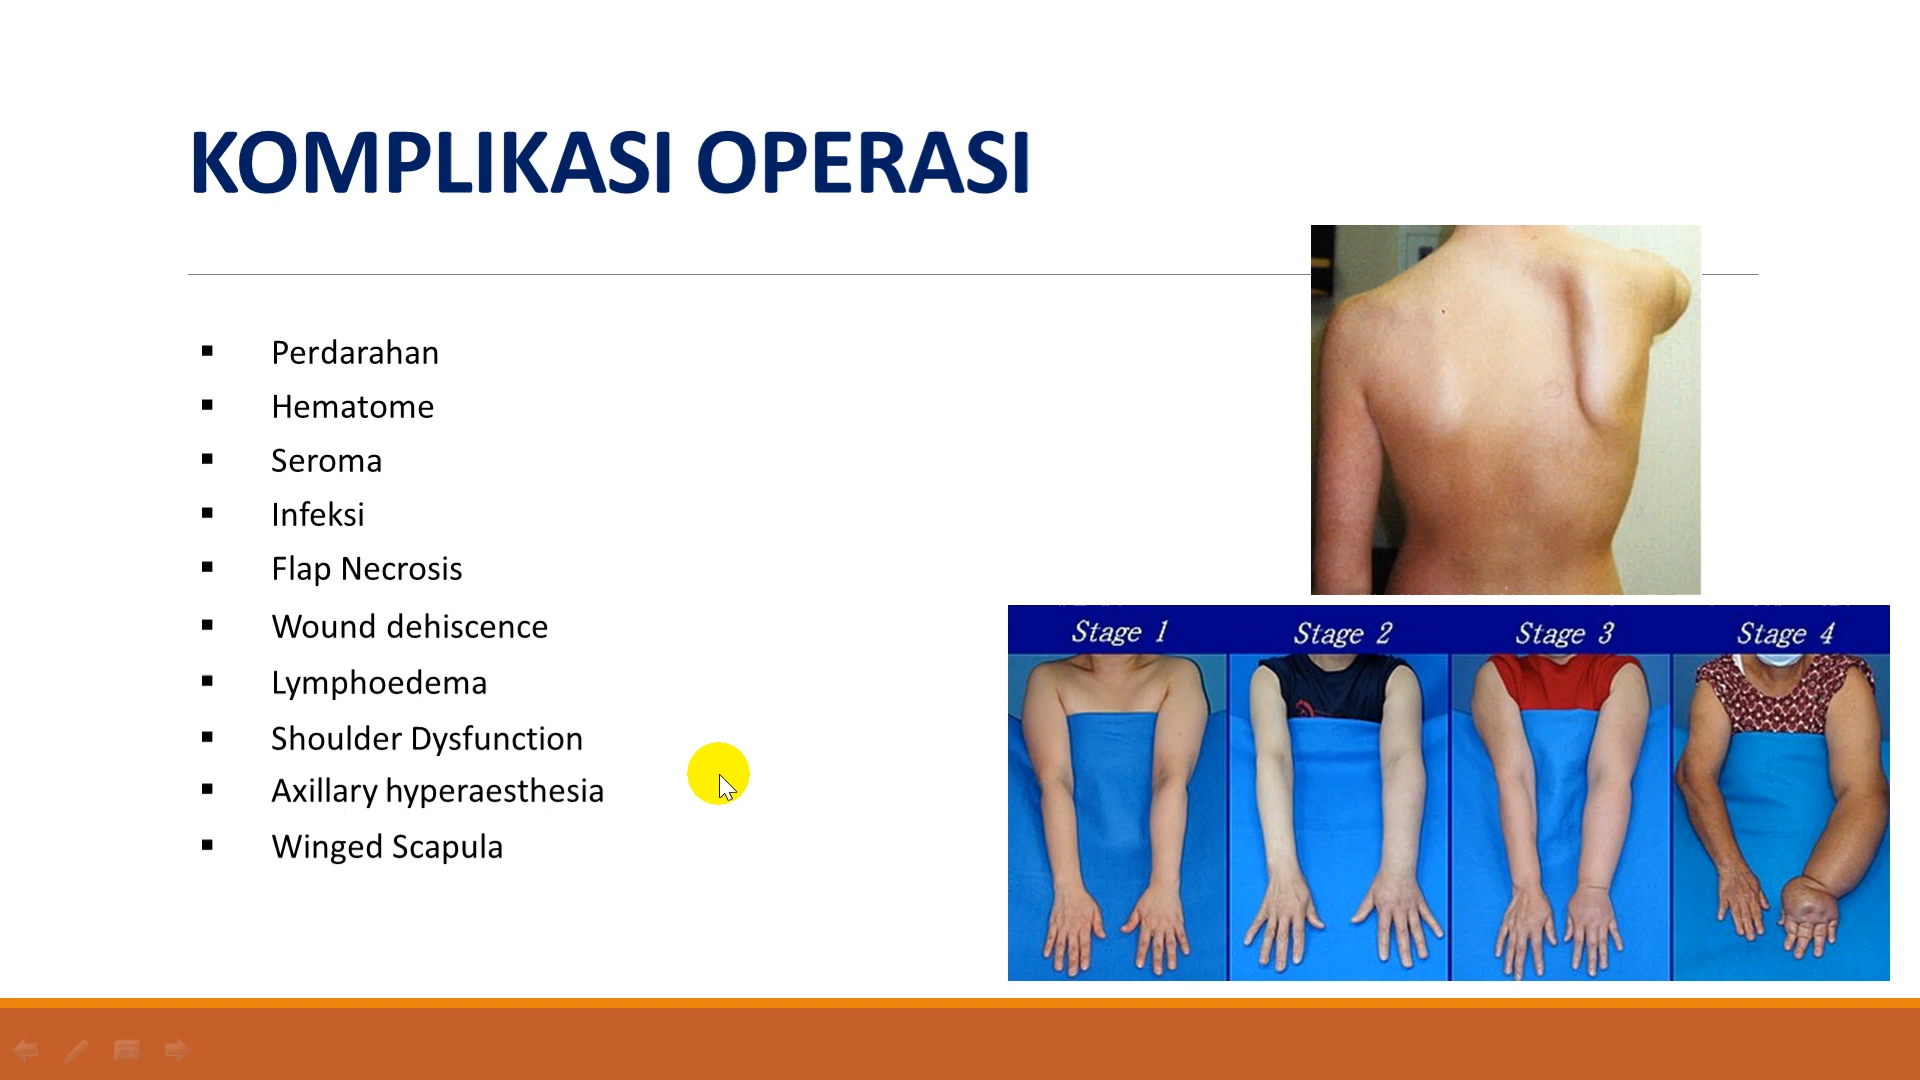 KOMPLIKASI OPERASI
Perdarahan
Hematome
Seroma
Infeksi
Flap Necrosis
Wound dehiscence
Lymphoedema
Shoulder Dysfunction
Axillary hyperaesthesia
Winged Scapula
Stage 1
Stage 2
Stage 3
Stage 4